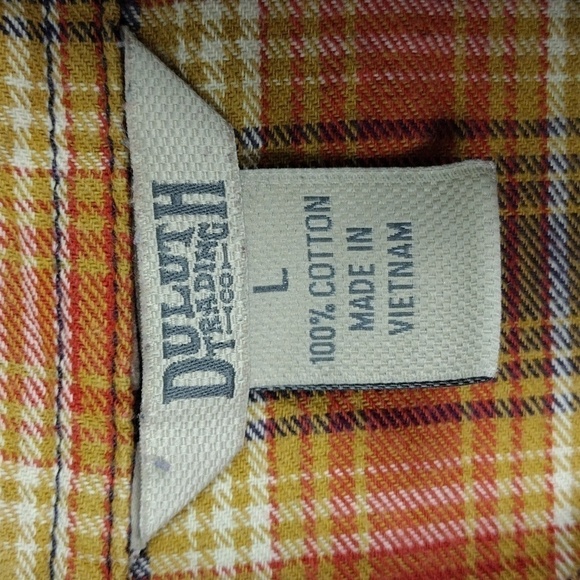 DULUTH
TRADING
CO
L
100% COTTON
MADE IN
VIETNAM